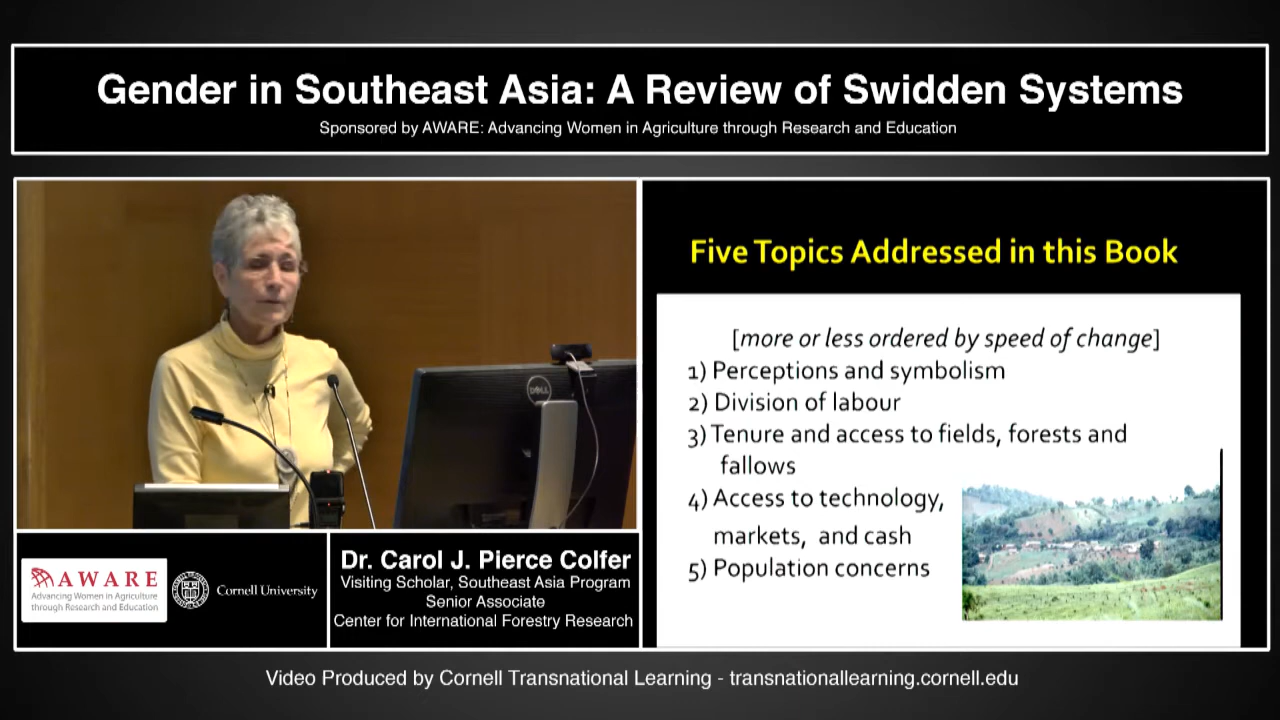 Gender in Southeast Asia: A Review of Swidden Systems
Sponsored by AWARE: Advancing Women in Agriculture through Research and Education
Five Topics Addressed in this Book
[more or less ordered by speed of change]
1) Perceptions and symbolism
2) Division of labour
3) Tenure and access to fields, forests and
fallows
4) Access to technology,
markets, and cash
5) Population concerns
DELL
AWARE
Advancing Women in Agriculture
through Research and Education
Cornell University
Dr. Carol J. Pierce Colfer
Visiting Scholar, Southeast Asia Program
Senior Associate
Center for International Forestry Research
Video Produced by Cornell Transnational Learning - transnationallearning.cornell.edu